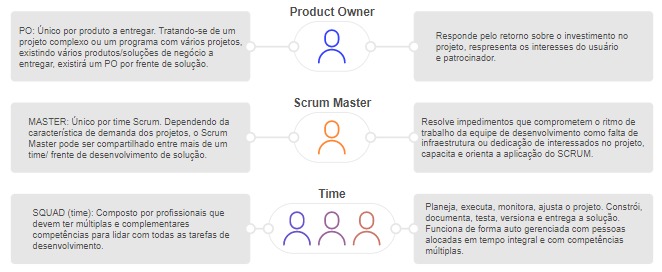 Product Owner
PO: Único por produto a entregar. Tratando-se de um
projeto complexo ou um programa com vários projetos,
existindo vários produtos/soluções de negócio a
entregar, existirá um PO por frente de solução.
Responde pelo retorno sobre o investimento no
projeto, respresenta os interesses do usuário
e patrocinador.
Scrum Master
MASTER: Único por time Scrum. Dependendo da
característica de demanda dos projetos, o Scrum
Master pode ser compartilhado entre mais de um
time/ frente de desenvolvimento de solução.
Resolve impedimentos que comprometem o ritmo de
trabalho da equipe de desenvolvimento como falta de
infraestrutura ou dedicação de interessados no projeto,
capacita e orienta a aplicação do SCRUM.
Time
SQUAD (time): Composto por profissionais que
devem ter múltiplas e complementares
competências para lidar com todas as tarefas de
desenvolvimento.
Planeja, executa, monitora, ajusta o projeto. Constrói,
documenta, testa, versiona e entrega a solução.
Funciona de forma auto gerenciada com pessoas
alocadas em tempo integral e com competências
múltiplas.